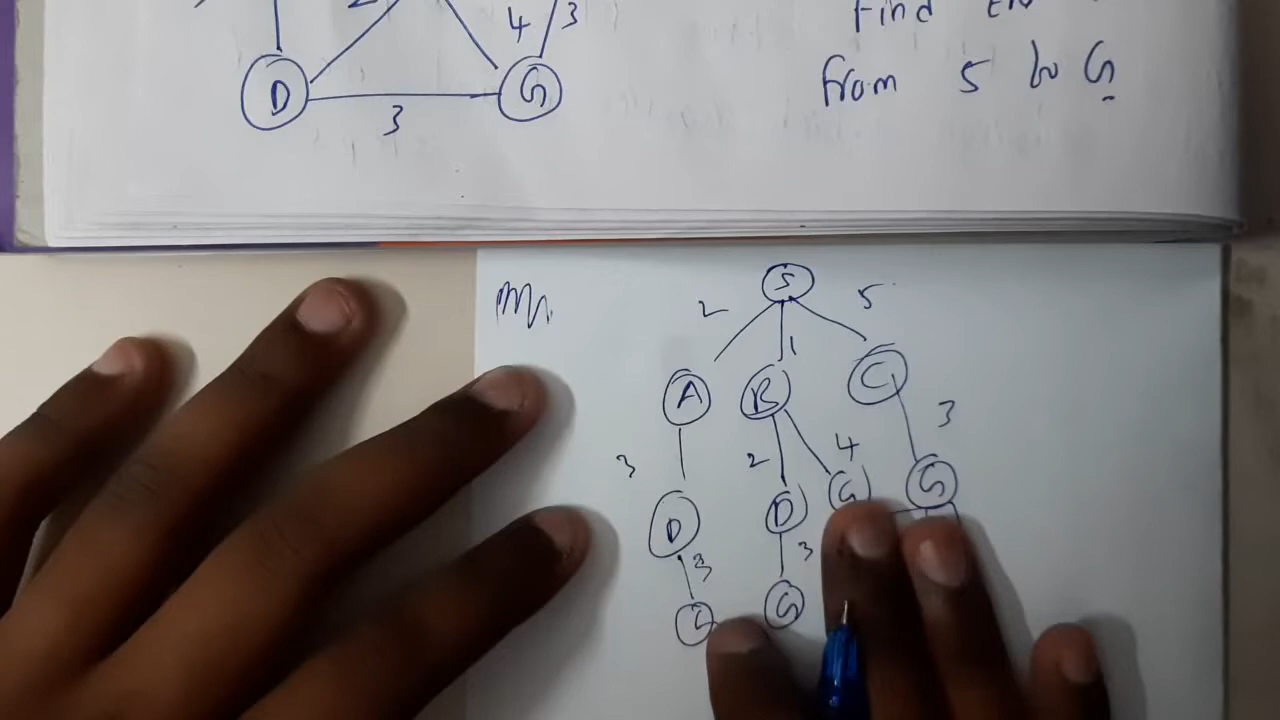 4 3
D G
3
Find
from S to G
S
2 1 5
A B C
3 2 4 3
D D G G
3 3
G G